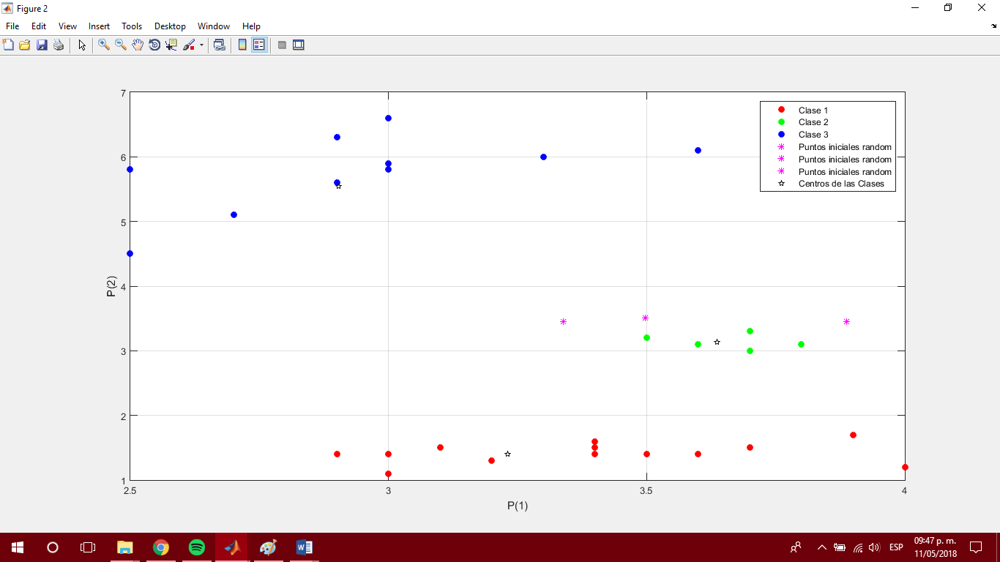 Figure 2
File Edit View Insert Tools Desktop Window Help
7
6
5
4
3
2
1
P(2)
2.5 3 3.5 4
P(1)
Clase 1
Clase 2
Clase 3
Puntos iniciales random
Puntos iniciales random
Puntos iniciales random
Centros de las Clases
ESP
09:47 p. m.
11/05/2018